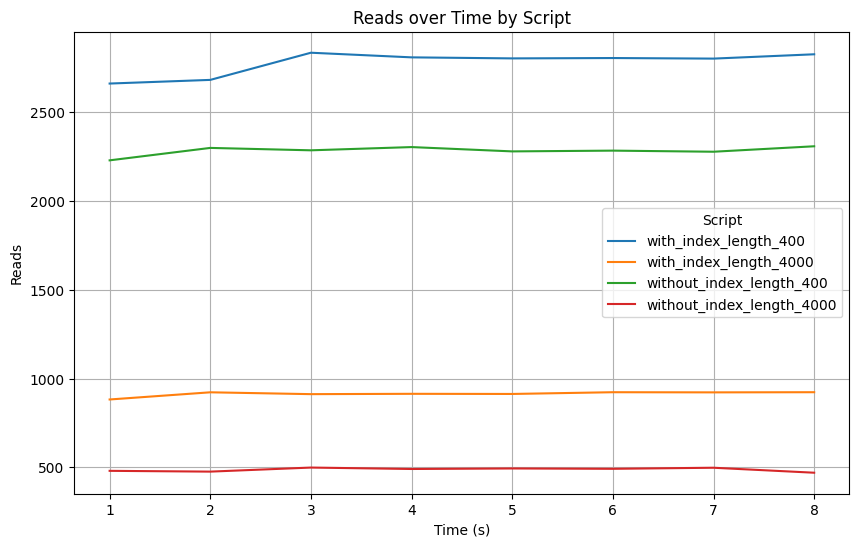 Reads over Time by Script
Reads
2500
2000
1500
1000
500
Script
with_index_length_400
with_index_length_4000
without_index_length_400
without_index_length_4000
1 2 3 4 5 6 7 8
Time (s)